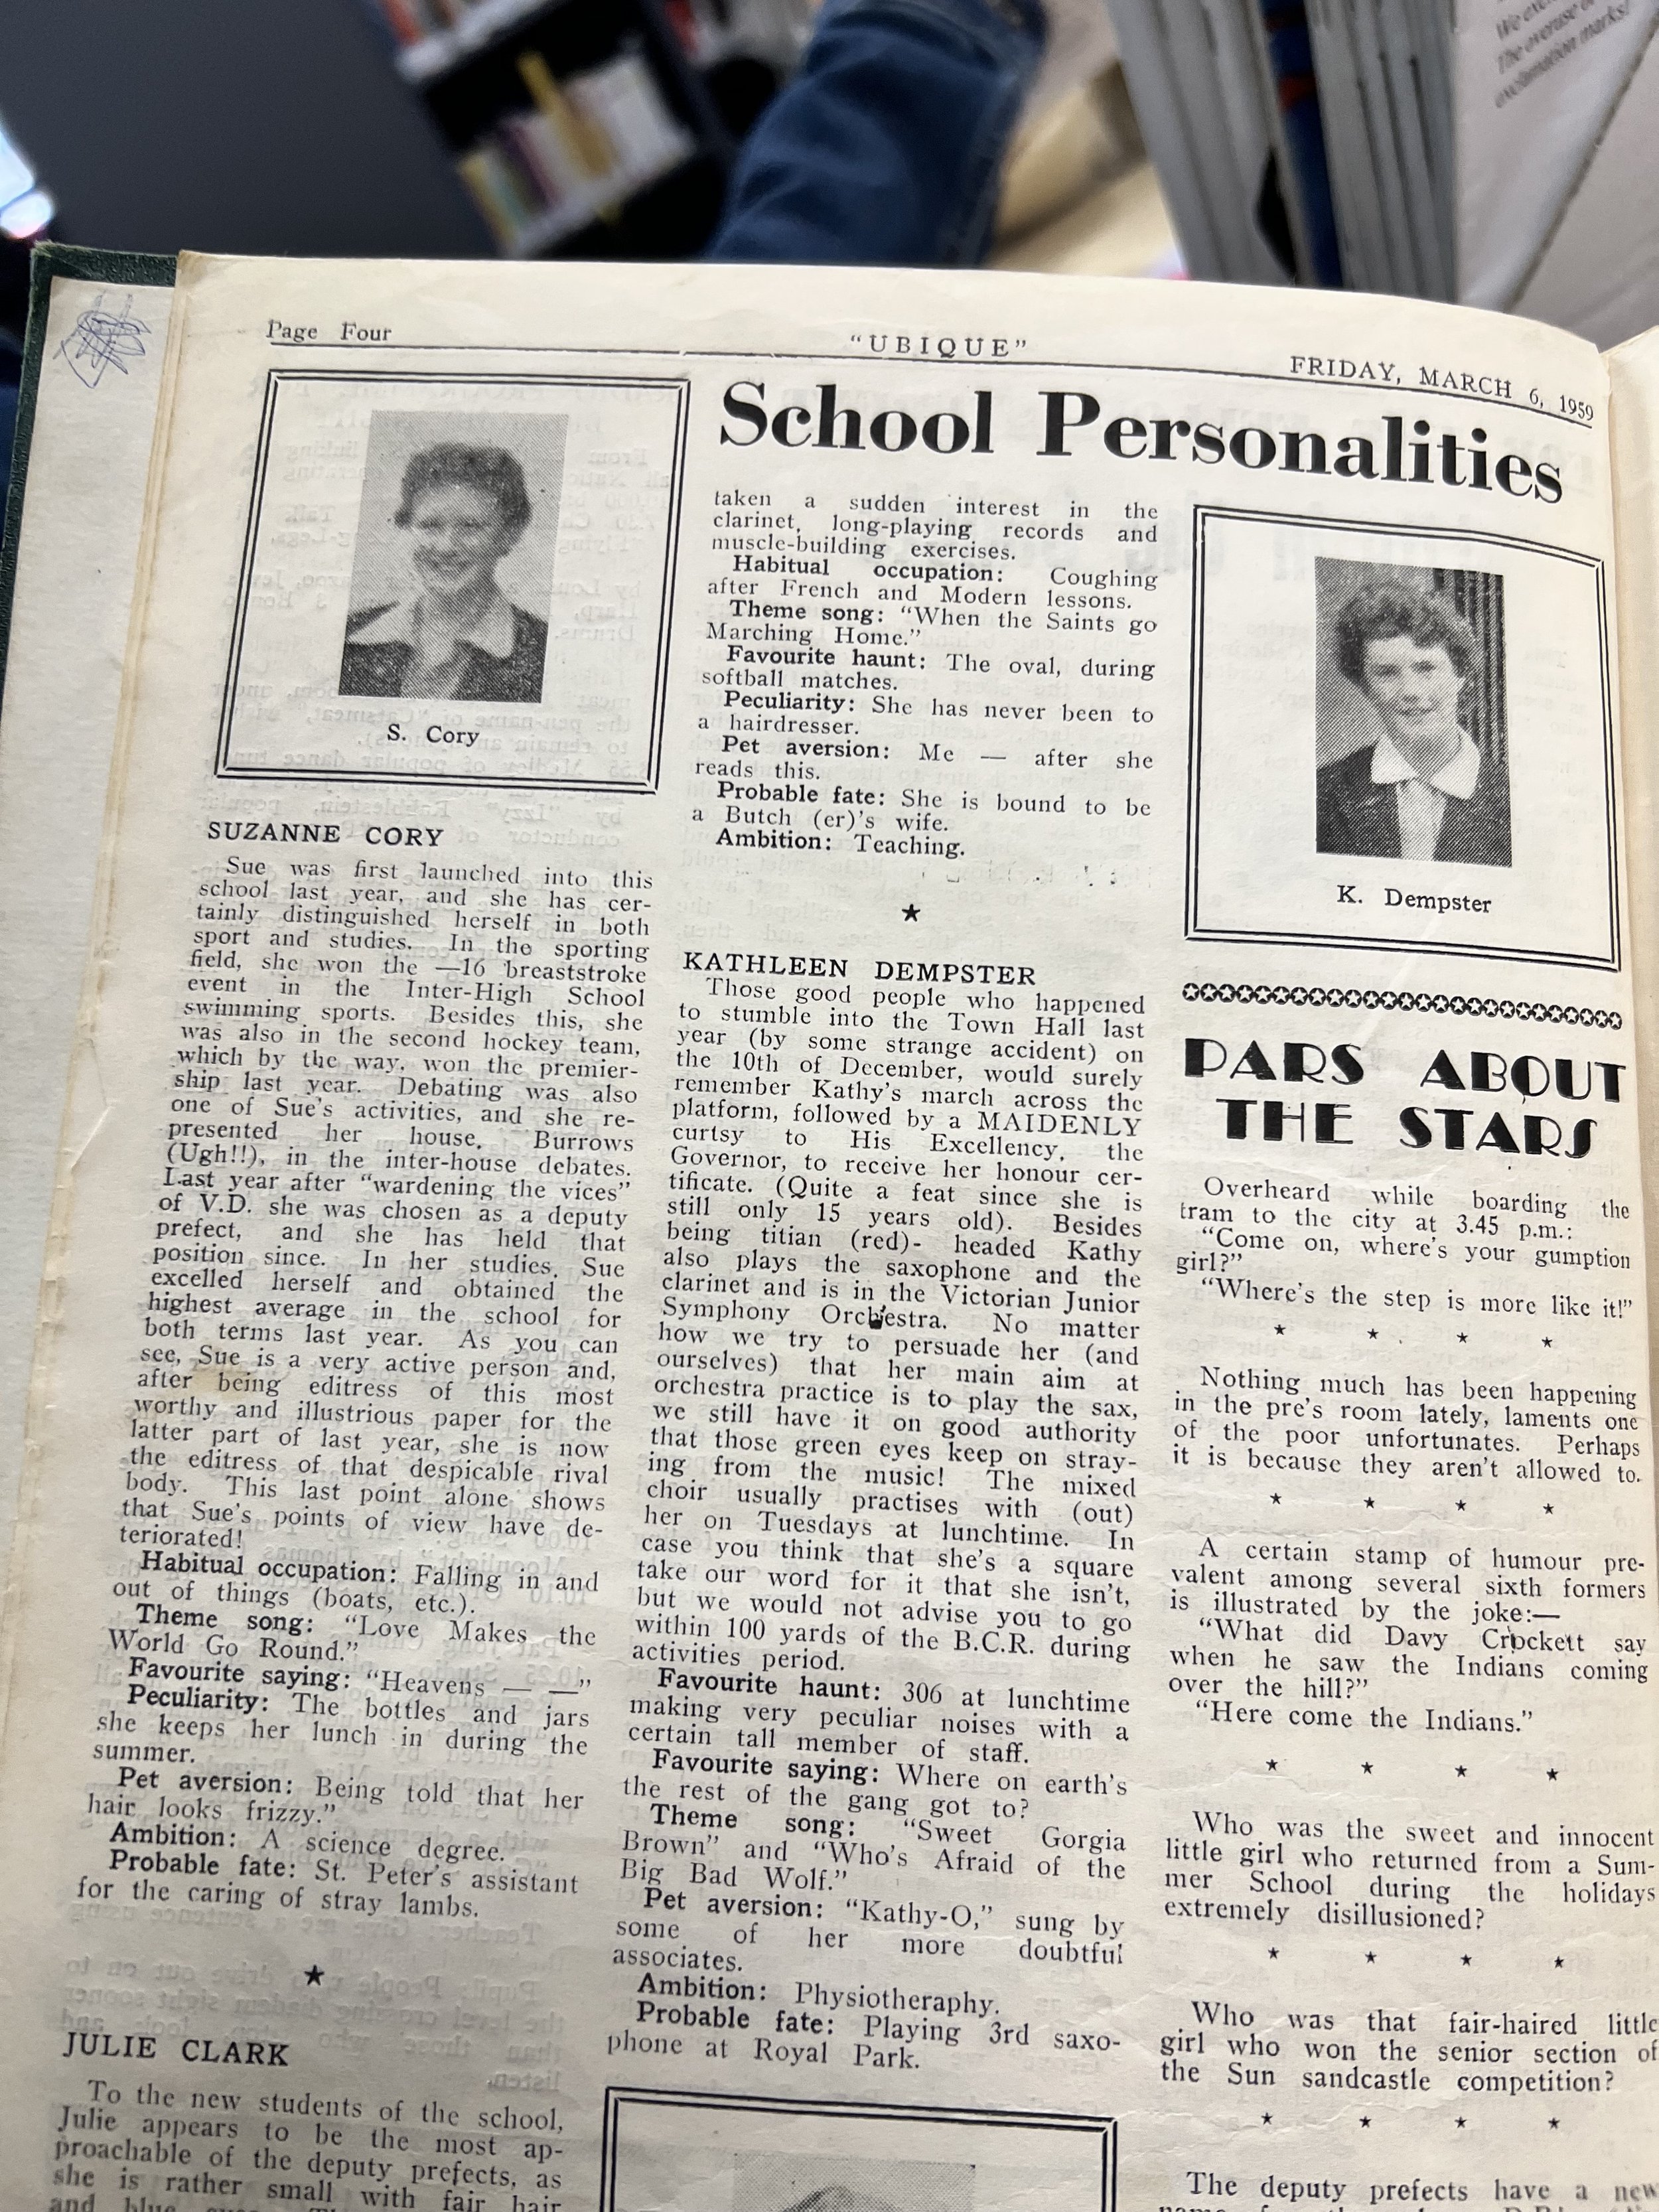 We
The overuse of
exclamation marks!
Page Four
"UBIQUE"
FRIDAY, MARCH 6, 1959
School Personalities
S. Cory
SUZANNE CORY
Sue was first launched into this
school last year, and she has cer-
tainly distinguished herself in both
sport and studies. In the sporting
field, she won the —16 breaststroke
event in the Inter-High School
swimming sports. Besides this, she
was also in the second hockey team,
which by the way, won the premier-
ship last year. Debating was also
one of Sue's activities, and she re-
presented her house, Burrows
(Ugh!!), in the inter-house debates.
Last year after "wardening the vices"
of V.D. she was chosen as a deputy
prefect, and she has held that
position since. In her studies, Sue
excelled herself and obtained the
highest average in the school for
both terms last year. As you can
see, Sue is a very active person and,
after being editress of this most
worthy and illustrious paper for the
latter part of last year, she is now
the editress of that despicable rival
body. This last point alone shows
that Sue's points of view have de-
teriorated!
Habitual occupation: Falling in and
out of things (boats, etc.).
Theme song: "Love Makes the
World Go Round."
Favourite saying: "Heavens — —"
Peculiarity: The bottles and jars
she keeps her lunch in during the
summer.
Pet aversion: Being told that her
hair looks frizzy."
Ambition: A science degree.
Probable fate: St. Peter's assistant
for the caring of stray lambs.
★
JULIE CLARK
To the new students of the school,
Julie appears to be the most ap-
proachable of the deputy prefects, as
she is rather small with fair hair
and blue
taken a sudden interest in the
clarinet, long-playing records and
muscle-building exercises.
Habitual occupation: Coughing
after French and Modern lessons.
Theme song: "When the Saints go
Marching Home."
Favourite haunt: The oval, during
softball matches.
Peculiarity: She has never been to
a hairdresser.
Pet aversion: Me — after she
reads this.
Probable fate: She is bound to be
a Butch (er)'s wife.
Ambition: Teaching.
★
KATHLEEN DEMPSTER
Those good people who happened
to stumble into the Town Hall last
year (by some strange accident) on
the 10th of December, would surely
remember Kathy's march across the
platform, followed by a MAIDENLY
curtsy to His Excellency, the
Governor, to receive her honour cer-
tificate. (Quite a feat since she is
still only 15 years old). Besides
being titian (red)- headed Kathy
also plays the saxophone and the
clarinet and is in the Victorian Junior
Symphony Orchestra. No matter
how we try to persuade her (and
ourselves) that her main aim at
orchestra practice is to play the sax,
we still have it on good authority
that those green eyes keep on stray-
ing from the music! The mixed
choir usually practises with (out)
her on Tuesdays at lunchtime. In
case you think that she's a square
take our word for it that she isn't,
but we would not advise you to go
within 100 yards of the B.C.R. during
activities period.
Favourite haunt: 306 at lunchtime
making very peculiar noises with a
certain tall member of staff.
Favourite saying: Where on earth's
the rest of the gang got to?
Theme song: "Sweet Gorgia
Brown" and "Who's Afraid of the
Big Bad Wolf."
Pet aversion: "Kathy-O," sung by
some of her more doubtful
associates.
Ambition: Physiotheraphy.
Probable fate: Playing 3rd saxo-
phone at Royal Park.
K. Dempster
PARS ABOUT
THE STARS
Overheard while boarding the
tram to the city at 3.45 p.m.:
"Come on, where's your gumption
girl?"
"Where's the step is more like it!"
★ ★ ★ ★
Nothing much has been happening
in the pre's room lately, laments one
of the poor unfortunates. Perhaps
it is because they aren't allowed to.
★ ★ ★ ★
A certain stamp of humour pre-
valent among several sixth formers
is illustrated by the joke:—
"What did Davy Crockett say
when he saw the Indians coming
over the hill?"
"Here come the Indians."
★ ★ ★ ★
Who was the sweet and innocent
little girl who returned from a Sum-
mer School during the holidays
extremely disillusioned?
★ ★ ★ ★
Who was that fair-haired little
girl who won the senior section of
the Sun sandcastle competition?
★ ★ ★ ★
The deputy prefects have a new